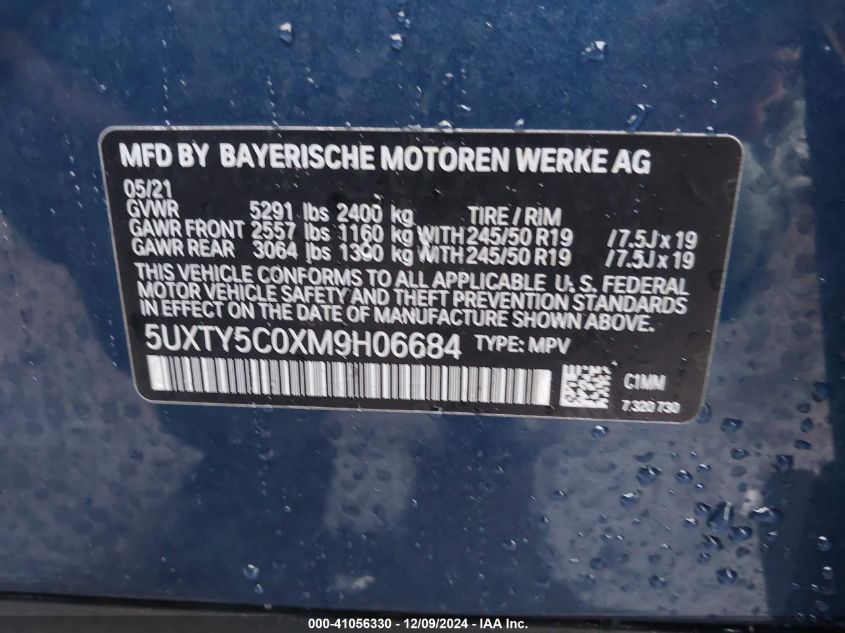 MFD BY BAYERISCHE MOTOREN WERKE AG
05/21
GVWR 5291 lbs 2400 kg TIRE / RIM
GAWR FRONT 2557 lbs 1160 kg WITH 245/50 R19 / 7.5J x 19
GAWR REAR 3064 lbs 1390 kg WITH 245/50 R19 / 7.5J x 19
THIS VEHICLE CONFORMS TO ALL APPLICABLE U. S. FEDERAL
MOTOR VEHICLE SAFETY AND THEFT PREVENTION STANDARDS
IN EFFECT ON THE DATE OF MANUFACTURE SHOWN ABOVE.
5UXTY5C0XM9H06684 TYPE: MPV
C1MM
7 320 730
000-41056330 - 12/09/2024 - IAA Inc.